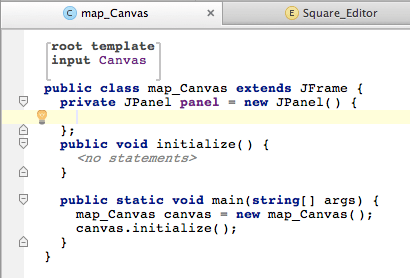 map_Canvas Square_Editor
root template
input Canvas
public class map_Canvas extends JFrame {
private JPanel panel = new JPanel() {
};
public void initialize() {
<no statements>
}
public static void main(string[] args) {
map_Canvas canvas = new map_Canvas();
canvas.initialize();
}
}